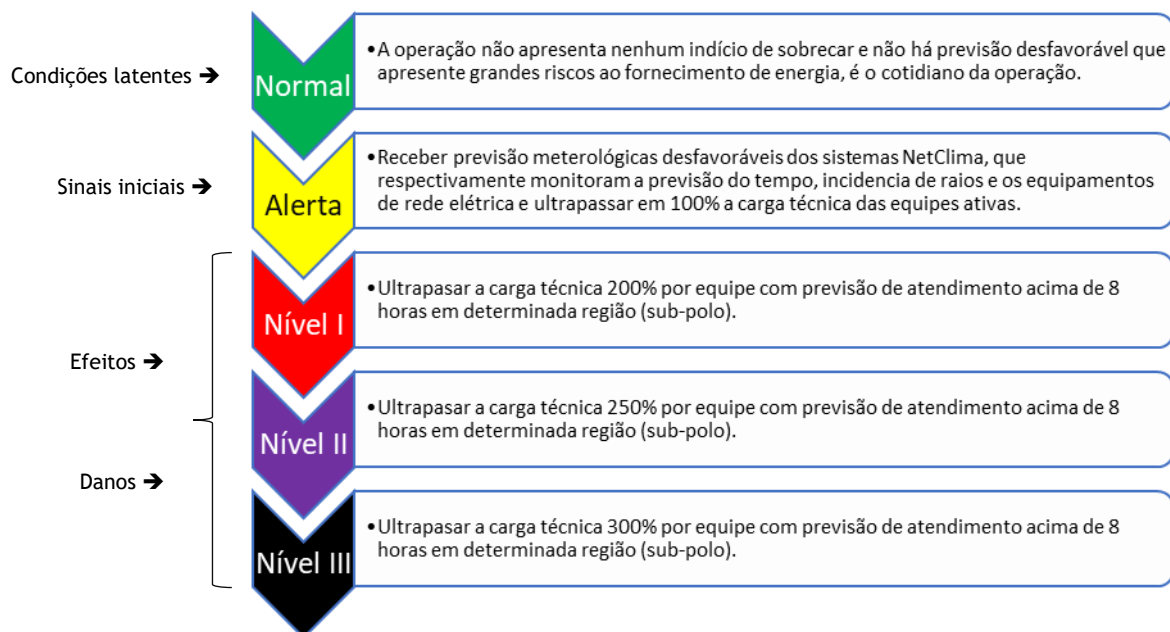 Condições latentes ➔
Normal
•A operação não apresenta nenhum indício de sobrecar e não há previsão desfavorável que
apresente grandes riscos ao fornecimento de energia, é o cotidiano da operação.
Sinais iniciais ➔
Alerta
•Receber previsão meterológicas desfavoráveis dos sistemas NetClima, que
respectivamente monitoram a previsão do tempo, incidencia de raios e os equipamentos
de rede elétrica e ultrapassar em 100% a carga técnica das equipes ativas.
Efeitos ➔
Nível I
•Ultrapasar a carga técnica 200% por equipe com previsão de atendimento acima de 8
horas em determinada região (sub-polo).
Nível II
•Ultrapasar a carga técnica 250% por equipe com previsão de atendimento acima de 8
horas em determinada região (sub-polo).
Danos ➔
Nível III
•Ultrapasar a carga técnica 300% por equipe com previsão de atendimento acima de 8
horas em determinada região (sub-polo).